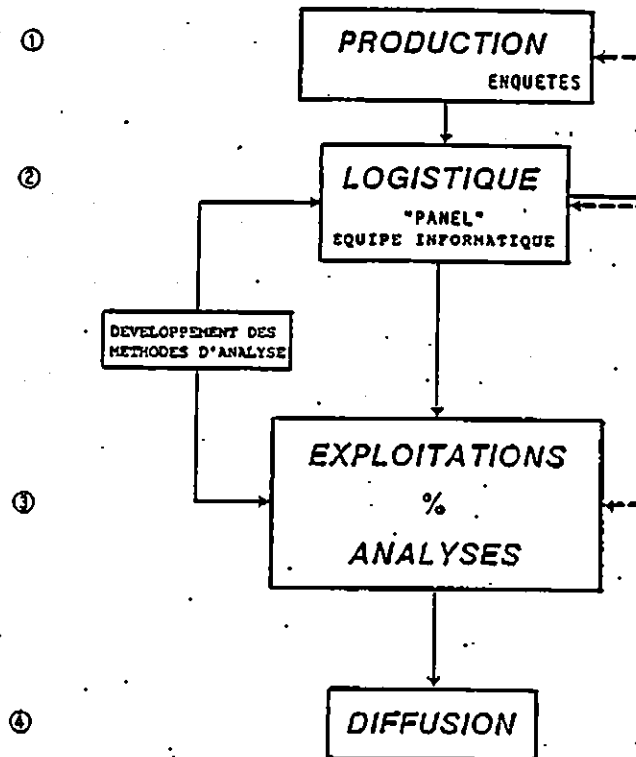 ① PRODUCTION
ENQUETES
② LOGISTIQUE
"PANEL"
EQUIPE INFORMATIQUE
DEVELOPPEMENT DES
METHODES D'ANALYSE
EXPLOITATIONS
③ %
ANALYSES
④ DIFFUSION